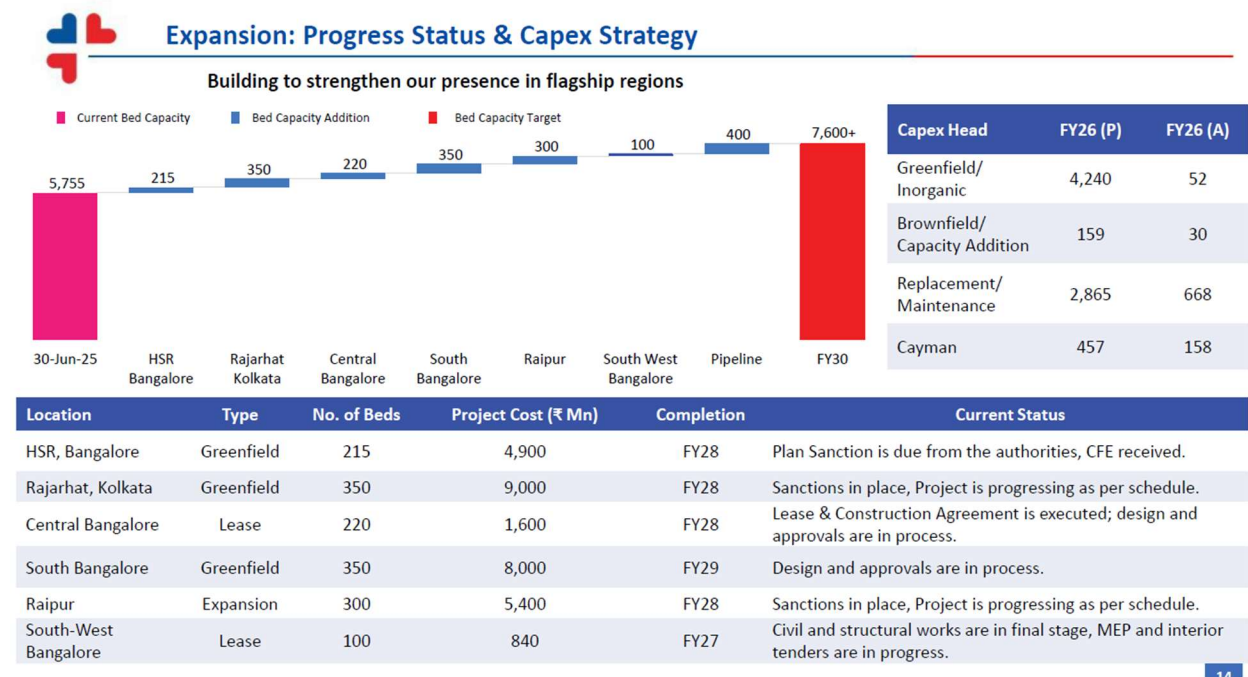 Expansion: Progress Status & Capex Strategy
Building to strengthen our presence in flagship regions
Current Bed Capacity
Bed Capacity Addition
Bed Capacity Target
5,755
215
350
220
350
300
100
400
7,600+
30-Jun-25
HSR
Bangalore
Rajarhat
Kolkata
Central
Bangalore
South
Bangalore
Raipur
South West
Bangalore
Pipeline
FY30
Capex Head FY26 (P) FY26 (A)
Greenfield/
Inorganic 4,240 52
Brownfield/
Capacity Addition 159 30
Replacement/
Maintenance 2,865 668
Cayman 457 158
Location Type No. of Beds Project Cost (₹ Mn) Completion Current Status
HSR, Bangalore Greenfield 215 4,900 FY28 Plan Sanction is due from the authorities, CFE received.
Rajarhat, Kolkata Greenfield 350 9,000 FY28 Sanctions in place, Project is progressing as per schedule.
Central Bangalore Lease 220 1,600 FY28 Lease & Construction Agreement is executed; design and
approvals are in process.
South Bangalore Greenfield 350 8,000 FY29 Design and approvals are in process.
Raipur Expansion 300 5,400 FY28 Sanctions in place, Project is progressing as per schedule.
South-West
Bangalore Lease 100 840 FY27 Civil and structural works are in final stage, MEP and interior
tenders are in progress.
14